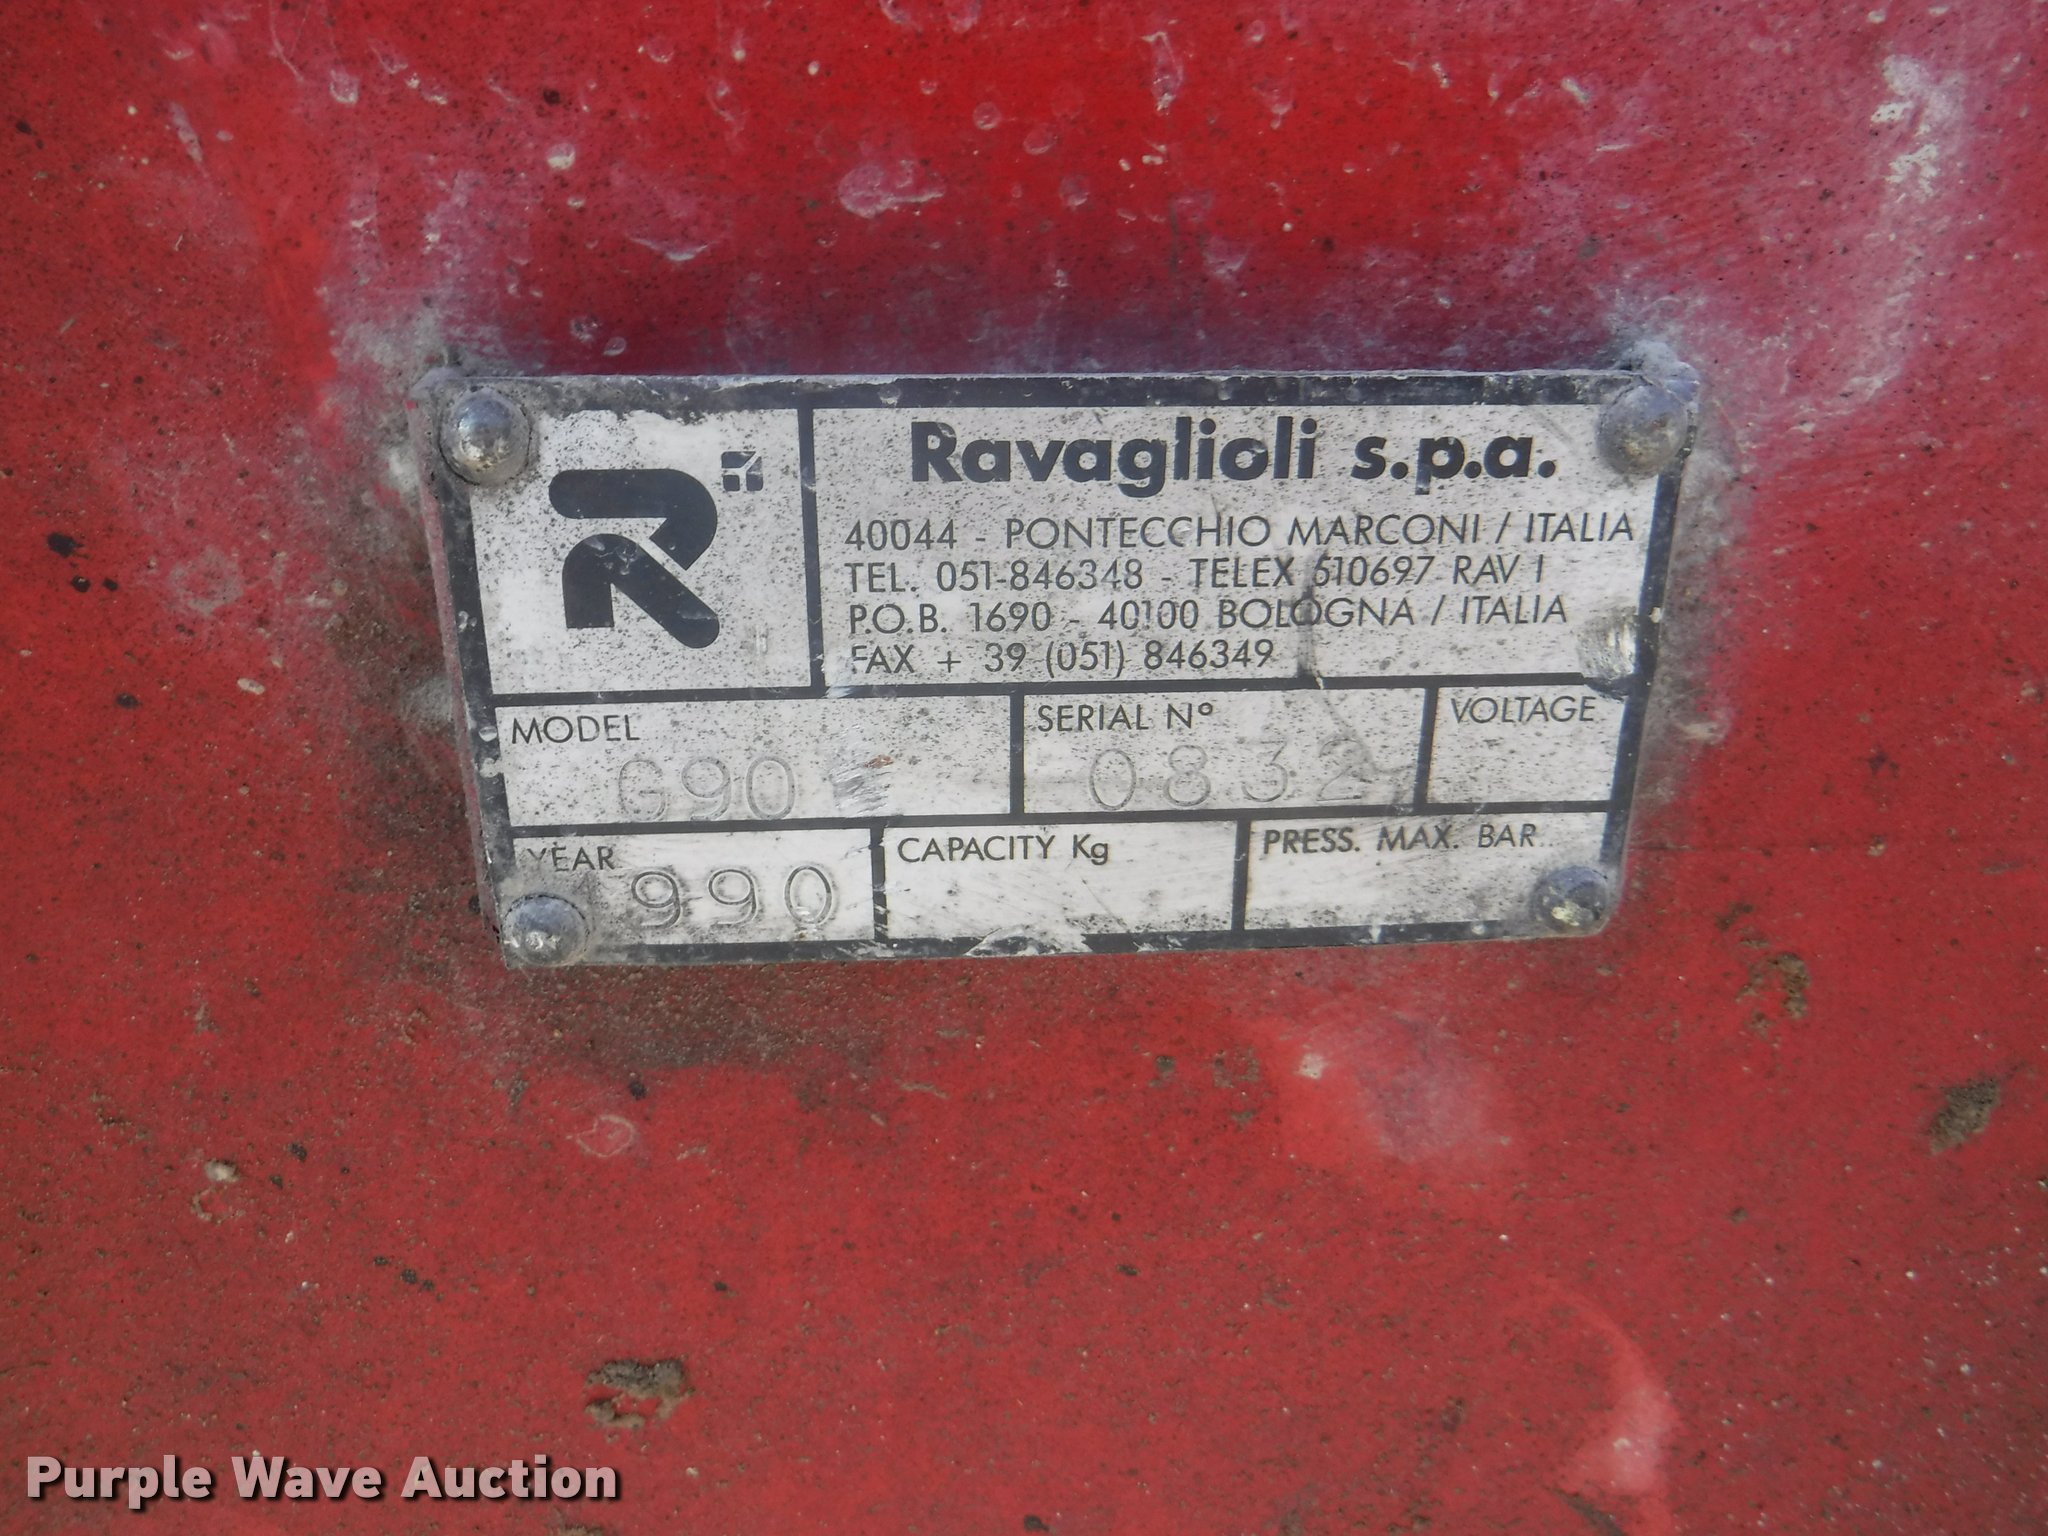 R
Ravaglioli s.p.a.
40044 - PONTECCHIO MARCONI / ITALIA
TEL. 051-846348 - TELEX 510697 RAV I
P.O.B. 1690 - 40100 BOLOGNA / ITALIA
FAX + 39 (051) 846349
MODEL
G90
SERIAL Nº
0832
VOLTAGE
YEAR
990
CAPACITY Kg
PRESS. MAX. BAR
Purple Wave Auction